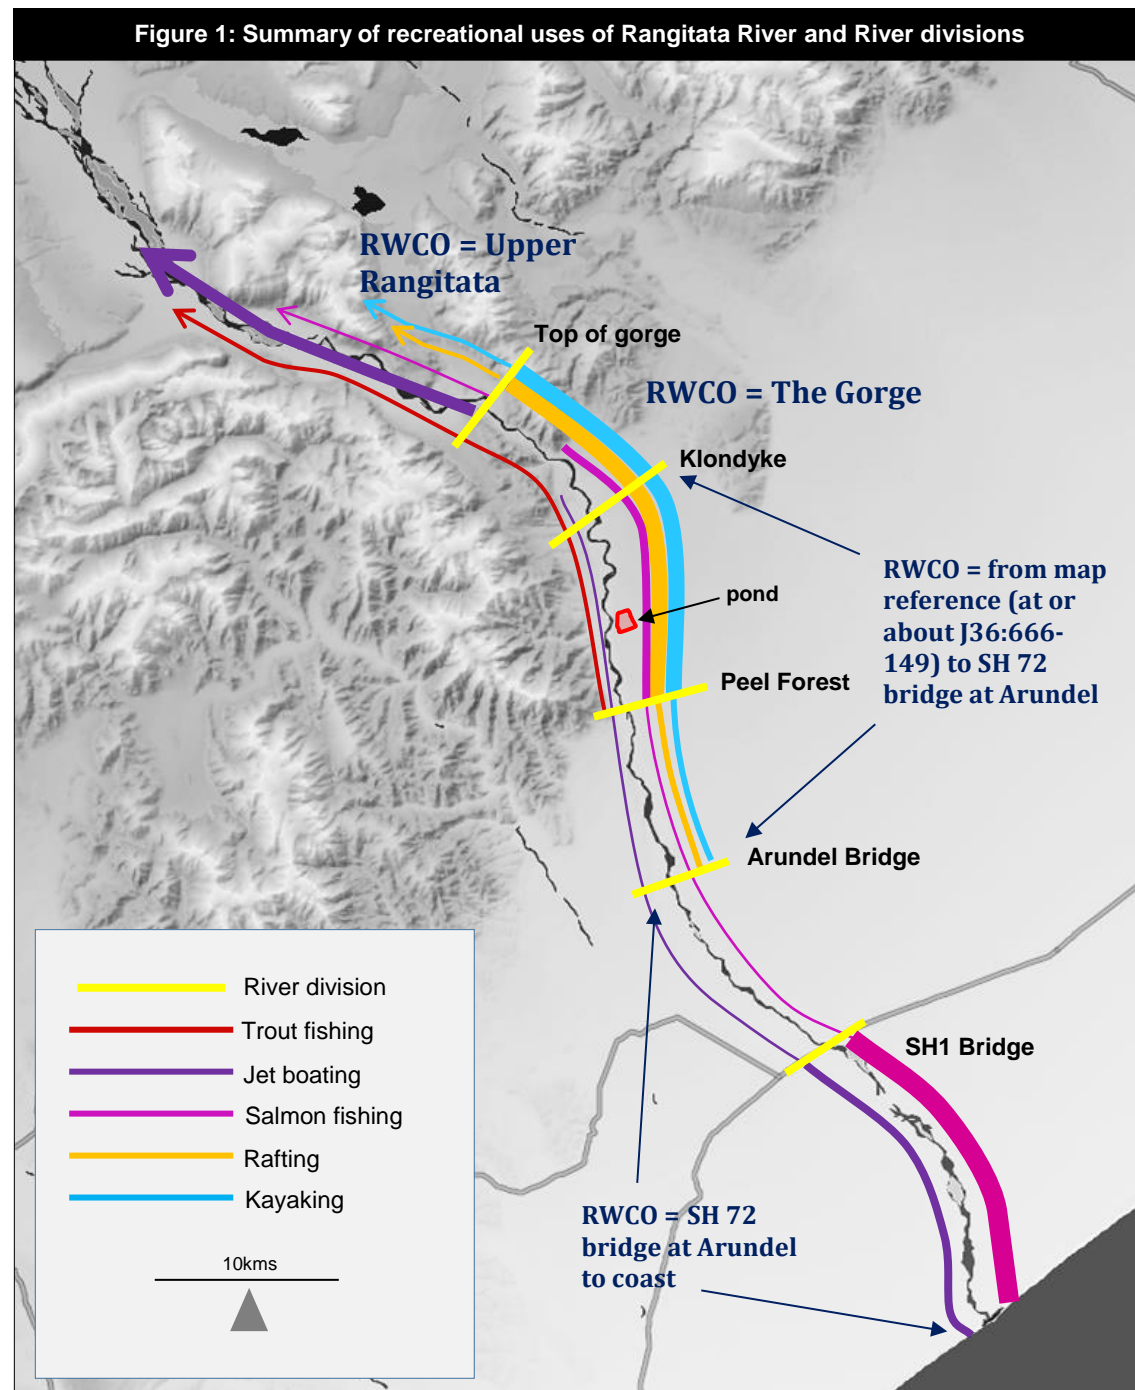 Figure 1: Summary of recreational uses of Rangitata River and River divisions
RWCO = Upper
Rangitata
Top of gorge
RWCO = The Gorge
Klondyke
RWCO = from map
reference (at or
about J36:666-
149) to SH 72
bridge at Arundel
pond
Peel Forest
Arundel Bridge
SH1 Bridge
RWCO = SH 72
bridge at Arundel
to coast
River division
Trout fishing
Jet boating
Salmon fishing
Rafting
Kayaking
10kms